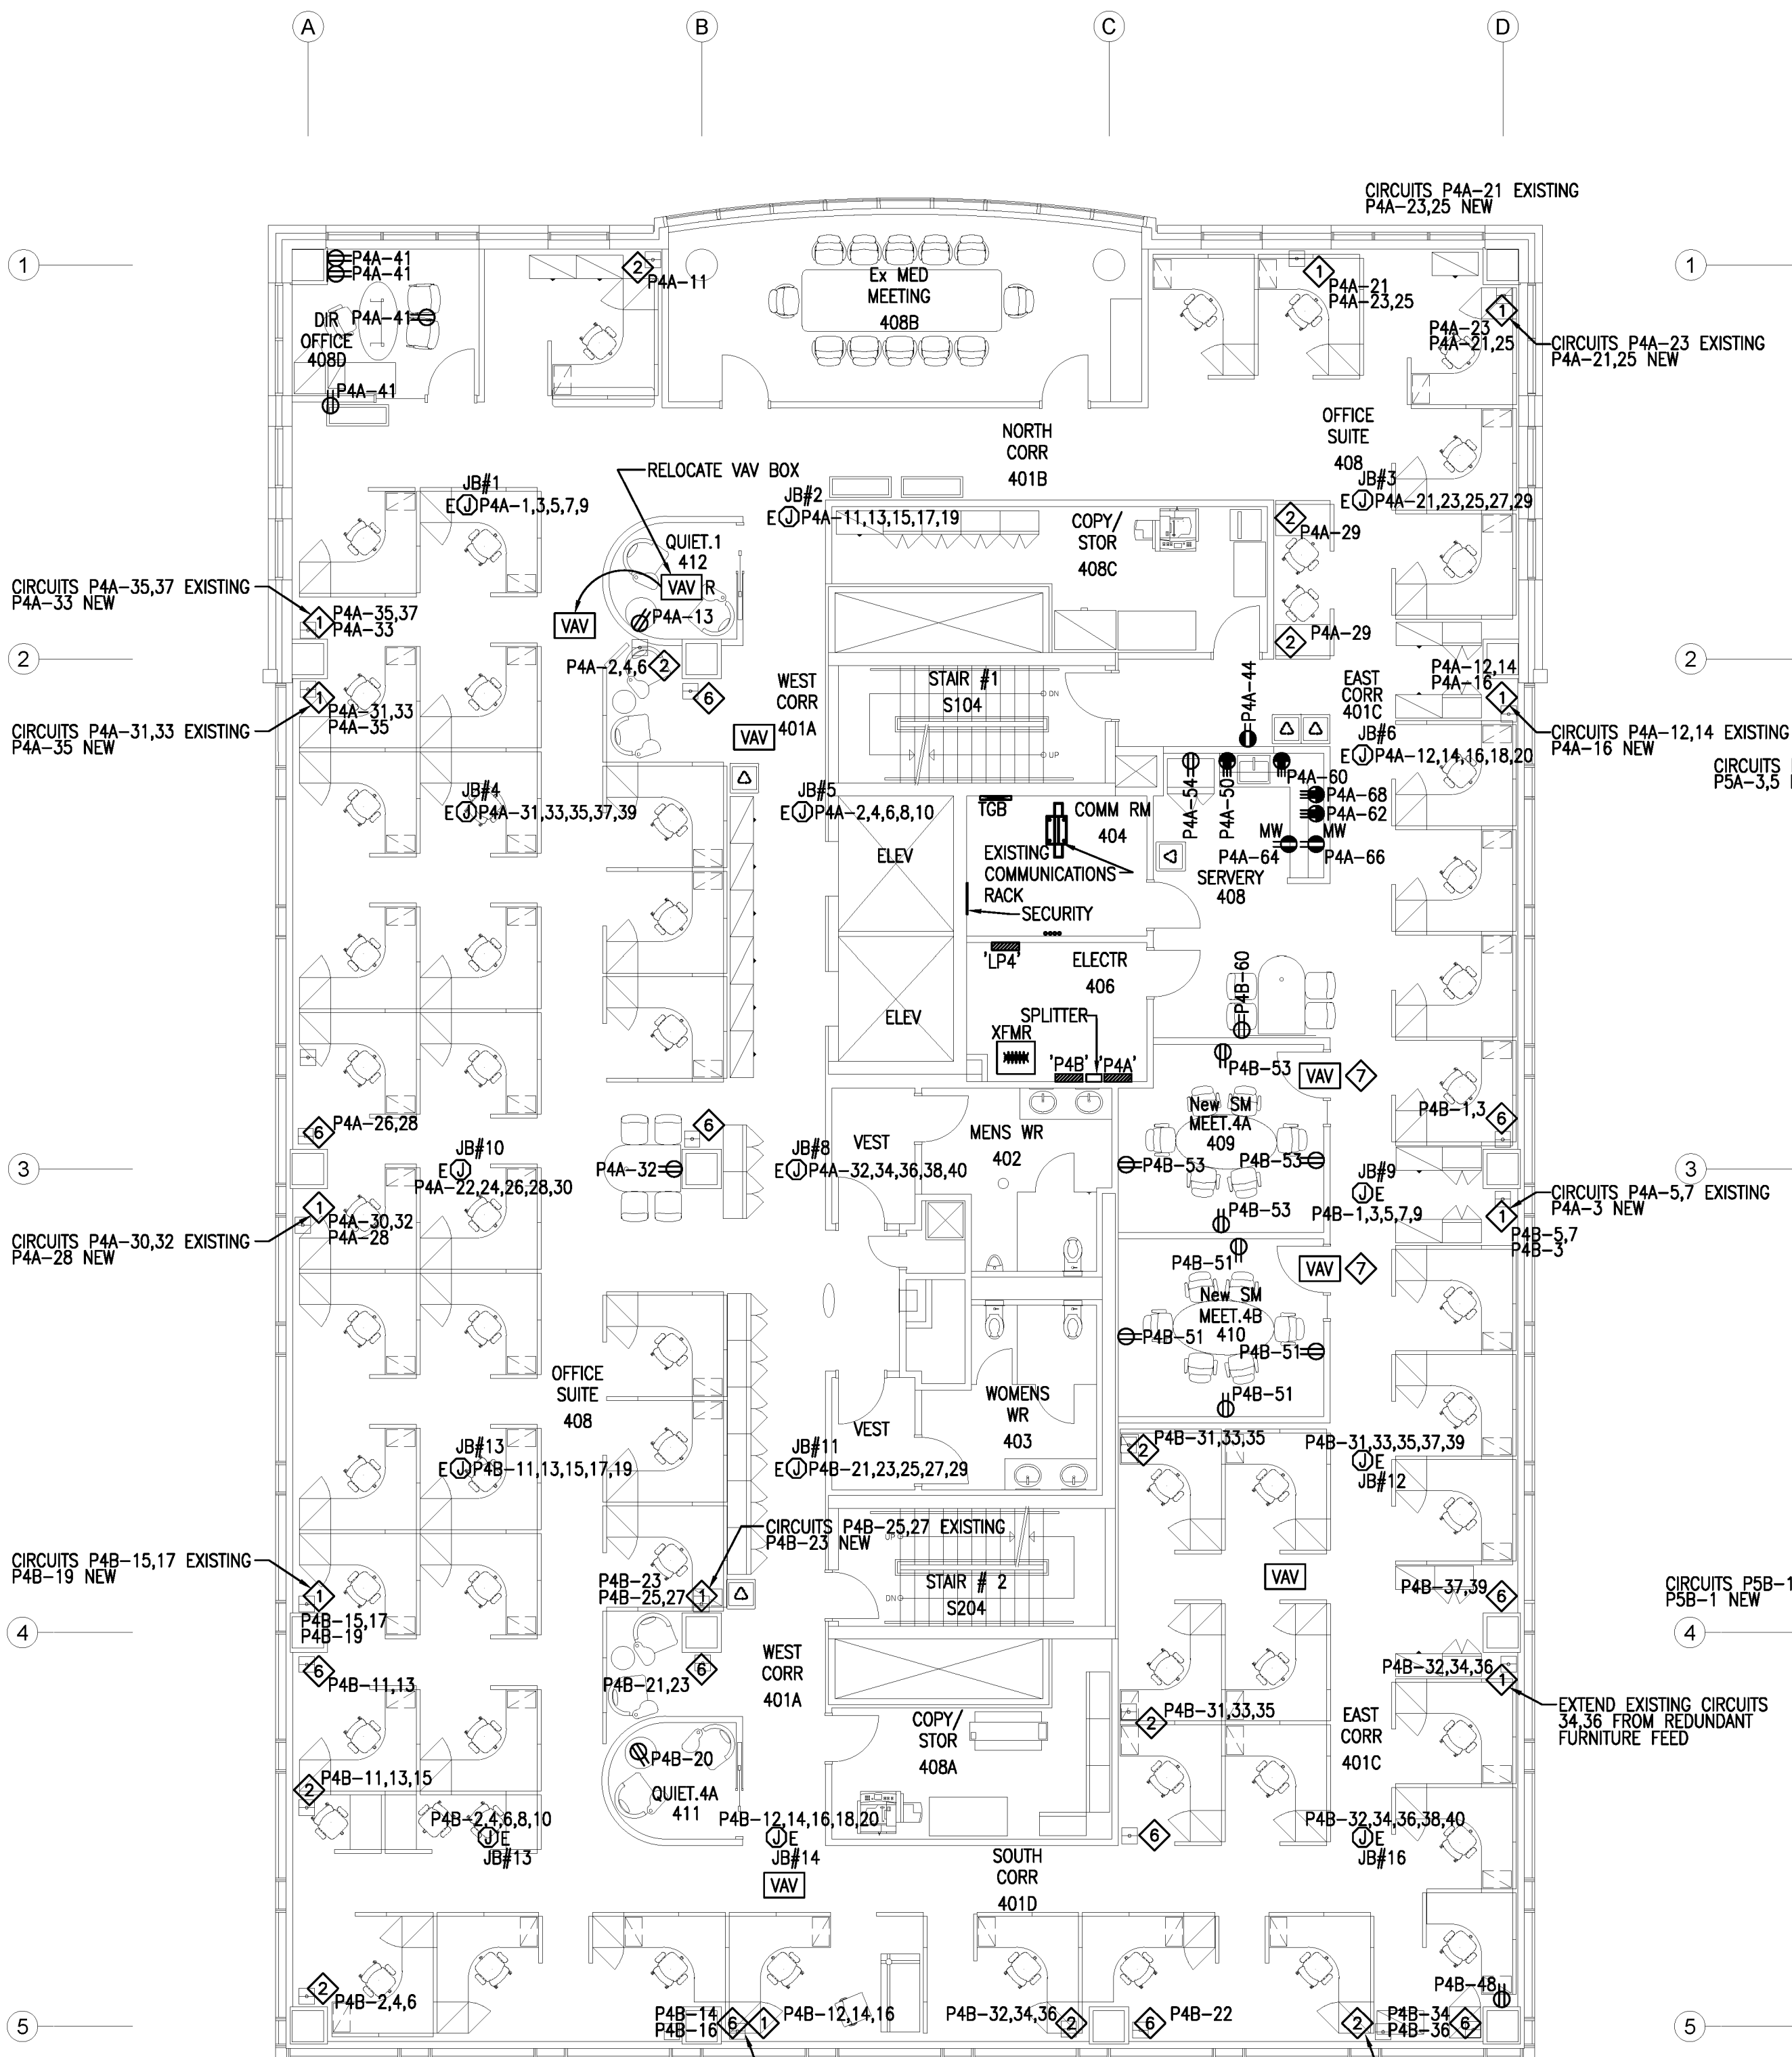 A
B
C
D
CIRCUITS P4A-21 EXISTING
P4A-23,25 NEW
1
1
P4A-41
P4A-41
P4A-41
DIR
OFFICE
408D
P4A-41
2
P4A-11
Ex MED
MEETING
408B
1
P4A-21
P4A-23,25
1
P4A-23
P4A-21,25
CIRCUITS P4A-23 EXISTING
P4A-21,25 NEW
NORTH
CORR
401B
OFFICE
SUITE
408
RELOCATE VAV BOX
JB#1
E J P4A-1,3,5,7,9
JB#2
E J P4A-11,13,15,17,19
JB#3
E J P4A-21,23,25,27,29
COPY/
STOR
408C
2
P4A-29
2
P4A-29
QUIET.1
412
VAV R
VAV
P4A-13
CIRCUITS P4A-35,37 EXISTING
P4A-33 NEW
1
P4A-35,37
P4A-33
2
2
P4A-2,4,6
2
6
1
P4A-31,33
P4A-35
CIRCUITS P4A-31,33 EXISTING
P4A-35 NEW
WEST
CORR
401A
VAV
STAIR #1
S104
DN
UP
P4A-44
EAST
CORR
401C
P4A-12,14
P4A-16
1
CIRCUITS P4A-12,14 EXISTING
P4A-16 NEW
JB#6
E J P4A-12,14,16,18,20
CIRCUITS
P5A-3,5
JB#4
E J P4A-31,33,35,37,39
JB#5
E J P4A-2,4,6,8,10
TGB
COMM RM
404
EXISTING
COMMUNICATIONS
RACK
SECURITY
ELEV
P4A-54
P4A-50
P4A-60
P4A-68
P4A-62
MW
MW
P4A-64
P4A-66
SERVERY
408
'LP4'
ELECTR
406
ELEV
SPLITTER
XFMR
'P4B'
'P4A'
P4B-60
P4B-53
VAV
7
New SM
MEET.4A
409
P4B-53
P4B-53
P4B-53
P4B-1,3
6
6
P4A-26,28
6
3
3
JB#10
E J
P4A-22,24,26,28,30
P4A-32
JB#8
E J P4A-32,34,36,38,40
VEST
MENS WR
402
JB#9
J E
P4B-1,3,5,7,9
CIRCUITS P4A-5,7 EXISTING
P4A-3 NEW
1
P4B-5,7
P4B-3
1
P4A-30,32
P4A-28
CIRCUITS P4A-30,32 EXISTING
P4A-28 NEW
P4B-51
VAV
7
New SM
MEET.4B
410
P4B-51
P4B-51
P4B-51
OFFICE
SUITE
408
WOMENS
WR
403
VEST
JB#13
E J P4B-11,13,15,17,19
JB#11
E J P4B-21,23,25,27,29
2
P4B-31,33,35
P4B-31,33,35,37,39
J E
JB#12
CIRCUITS P4B-15,17 EXISTING
P4B-19 NEW
1
P4B-15,17
P4B-19
CIRCUITS P4B-25,27 EXISTING
P4B-23 NEW
P4B-23
P4B-25,27
1
UP
STAIR # 2
S204
DN
VAV
P4B-37,39
6
CIRCUITS P5B-1
P5B-1 NEW
4
4
6
P4B-11,13
6
P4B-21,23
WEST
CORR
401A
P4B-32,34,36
1
EXTEND EXISTING CIRCUITS
34,36 FROM REDUNDANT
FURNITURE FEED
2
P4B-31,33,35
COPY/
STOR
408A
EAST
CORR
401C
P4B-20
QUIET.4A
411
2
P4B-11,13,15
P4B-2,4,6,8,10
J E
JB#13
P4B-12,14,16,18,20
J E
JB#14
VAV
6
P4B-32,34,36,38,40
J E
JB#16
SOUTH
CORR
401D
2
P4B-2,4,6
P4B-14
P4B-16
6
1
P4B-12,14,16
P4B-32,34,36
2
6
P4B-22
2
P4B-34
P4B-36
6
P4B-48
5
5